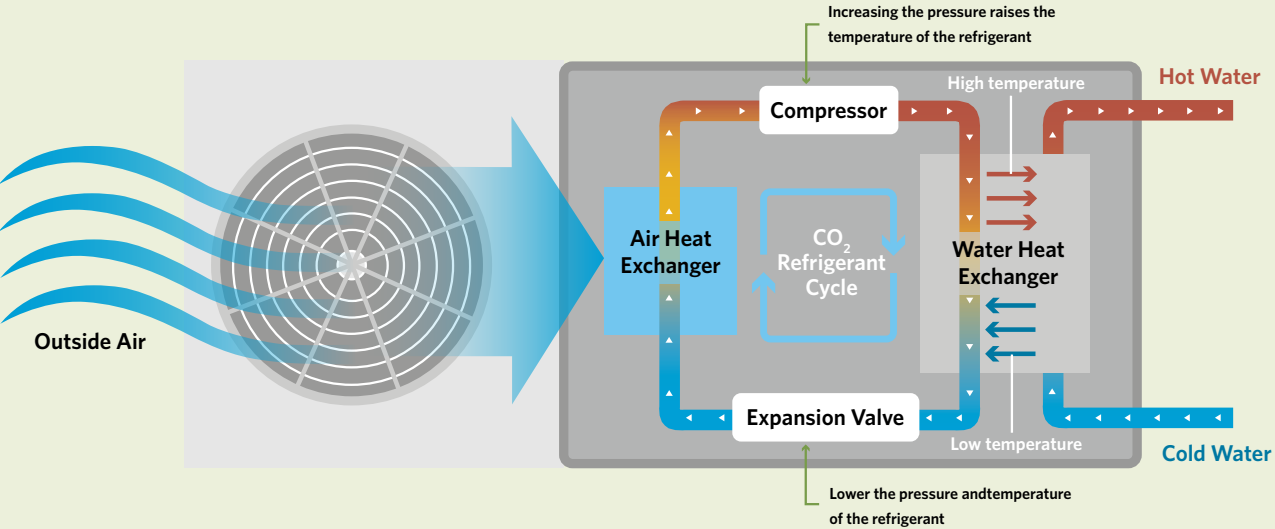 Increasing the pressure raises the
temperature of the refrigerant
High temperature
Hot Water
Compressor
Air Heat
Exchanger
CO₂
Refrigerant
Cycle
Water Heat
Exchanger
Outside Air
Expansion Valve
Low temperature
Cold Water
Lower the pressure andtemperature
of the refrigerant